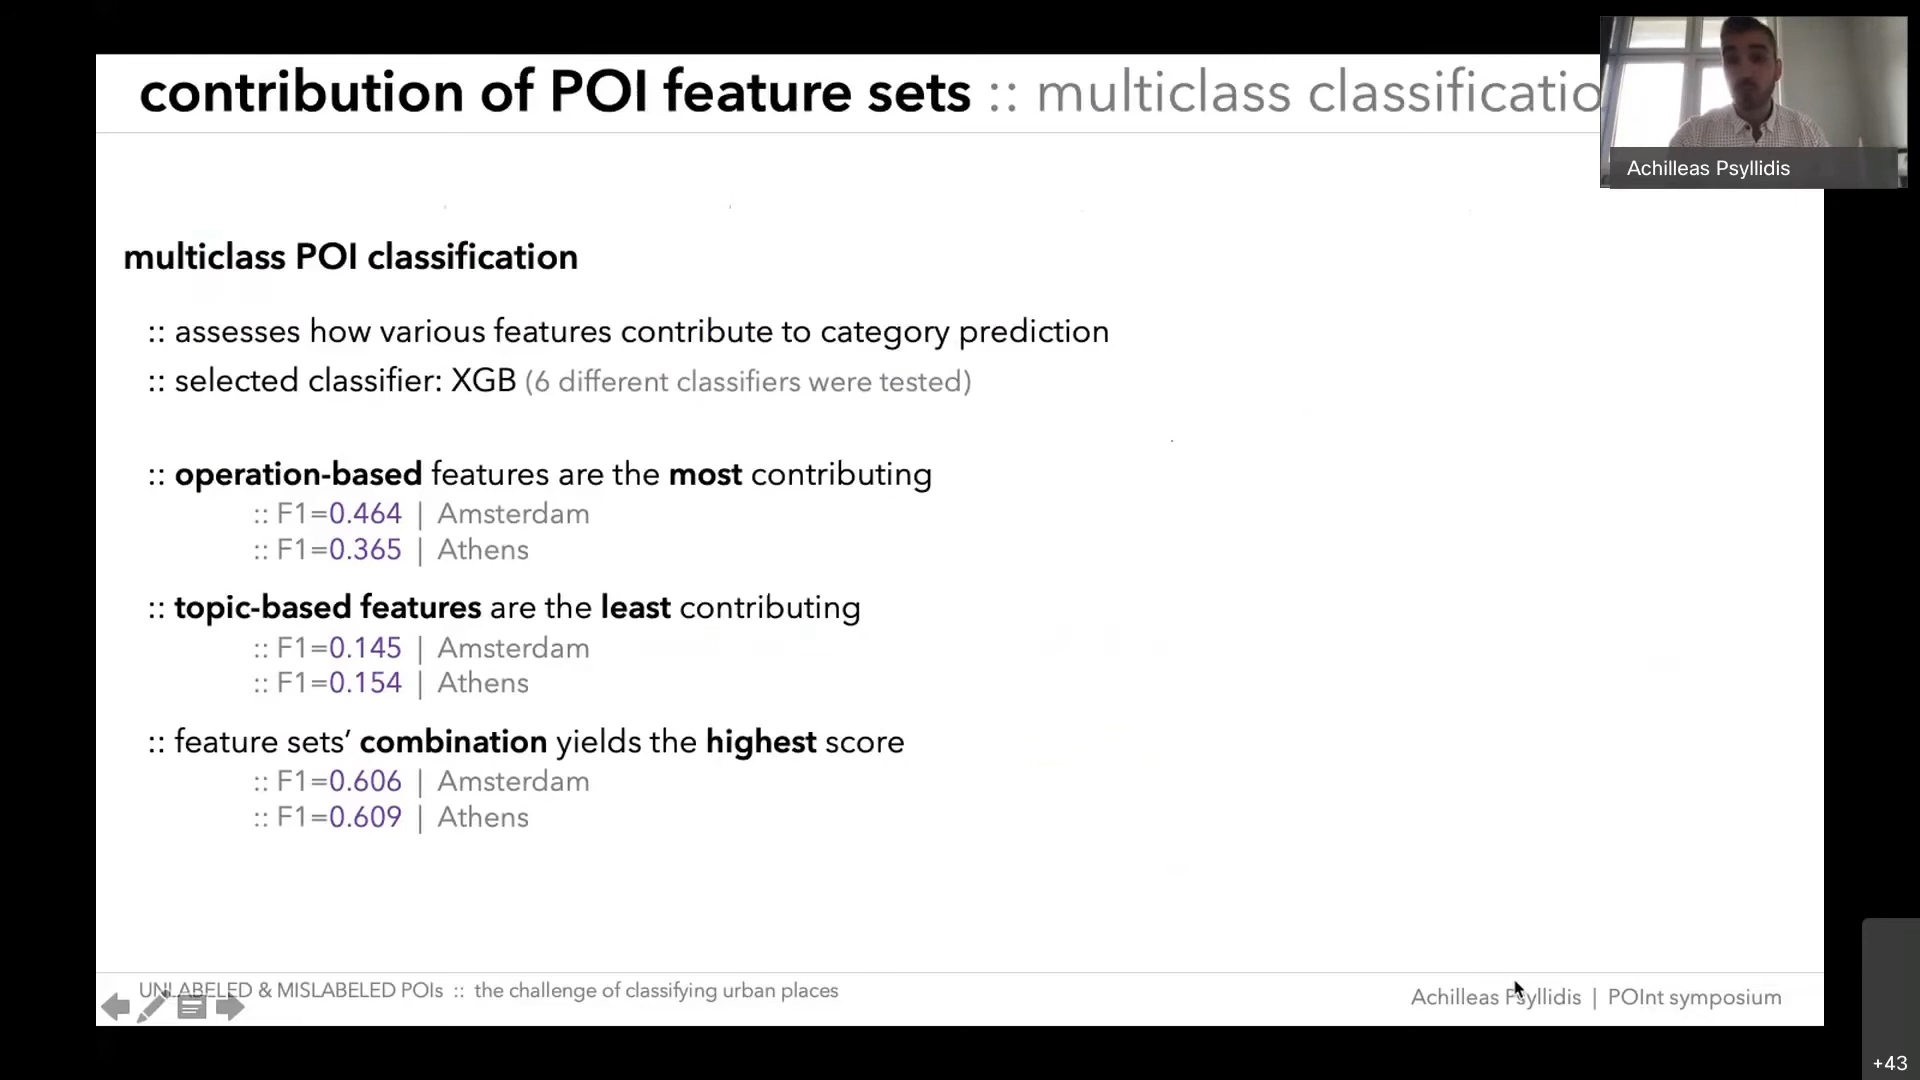 contribution of POI feature sets :: multiclass classificatio
Achilleas Psyllidis
multiclass POI classification
:: assesses how various features contribute to category prediction
:: selected classifier: XGB (6 different classifiers were tested)
:: operation-based features are the most contributing
:: F1=0.464 | Amsterdam
:: F1=0.365 | Athens
:: topic-based features are the least contributing
:: F1=0.145 | Amsterdam
:: F1=0.154 | Athens
:: feature sets’ combination yields the highest score
:: F1=0.606 | Amsterdam
:: F1=0.609 | Athens
UNLABELED & MISLABELED POIs :: the challenge of classifying urban places
Achilleas Psyllidis | POInt symposium
+43